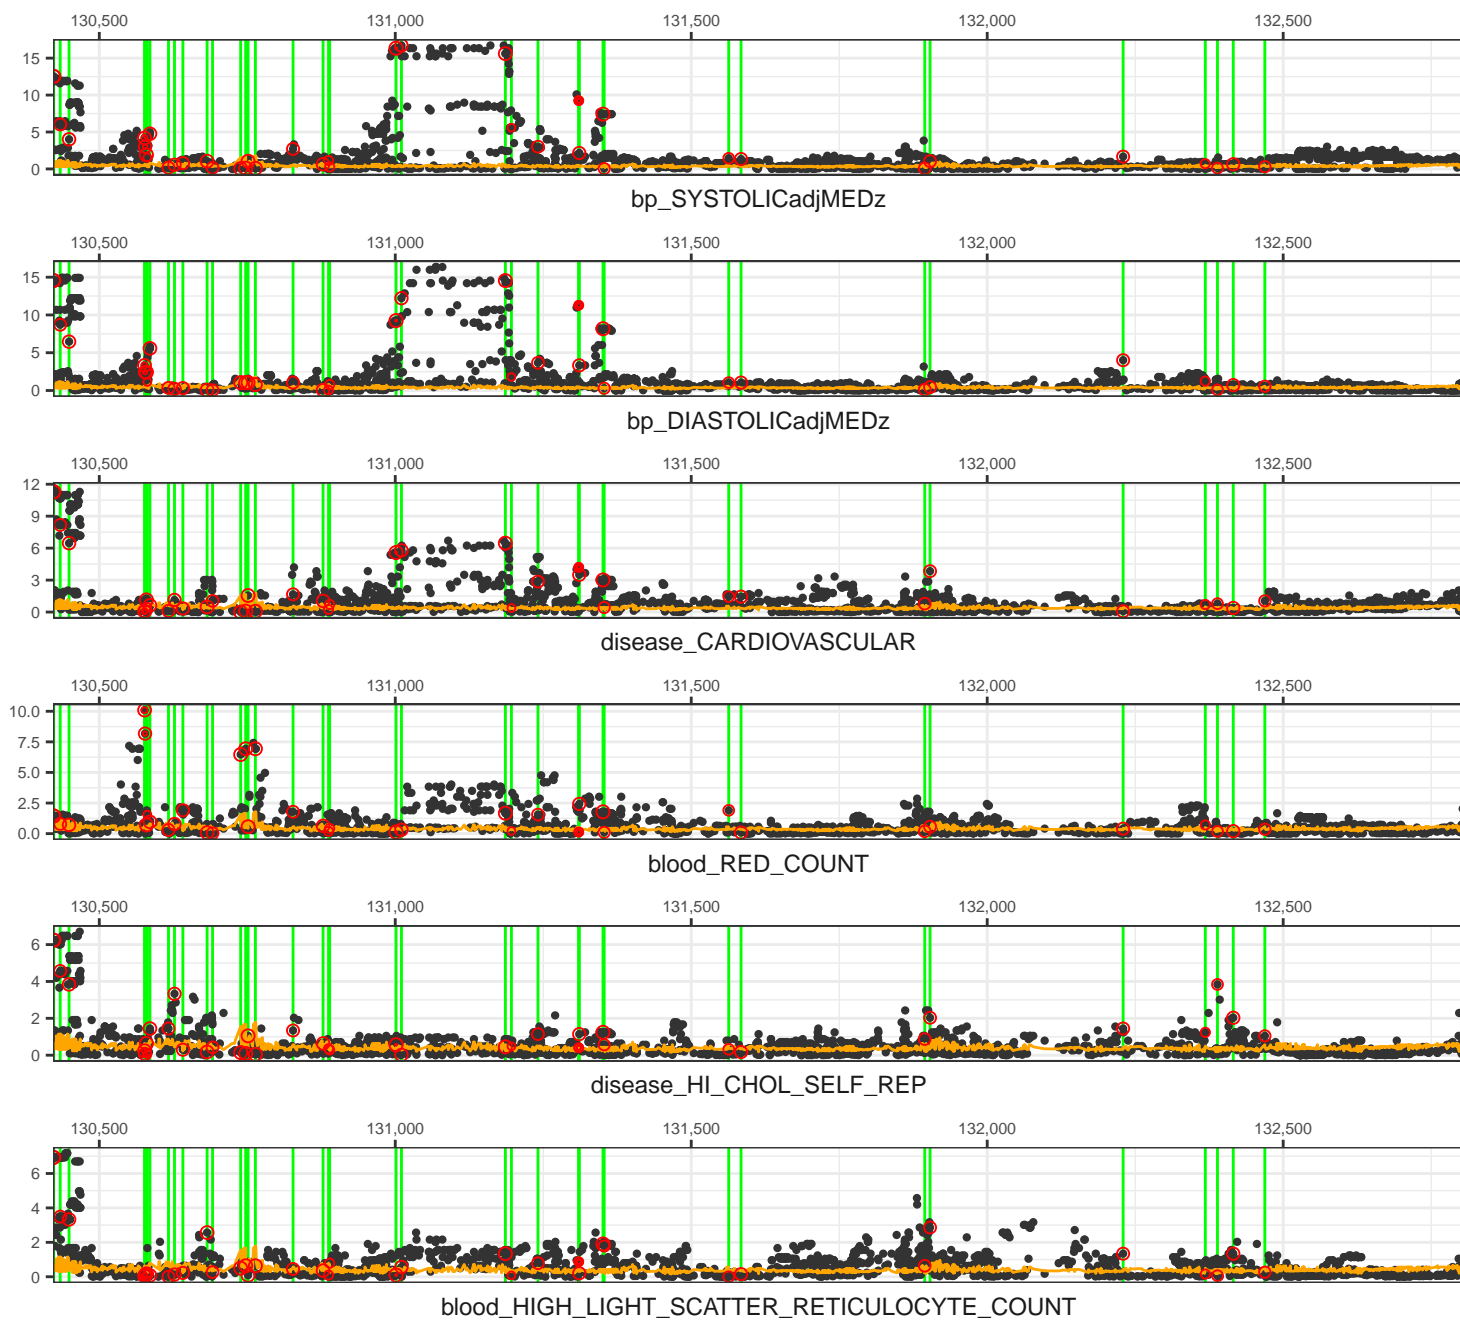 130,500 131,000 131,500 132,000 132,500
15
10
5
0
bp_SYSTOLICadjMEDz
130,500 131,000 131,500 132,000 132,500
15
10
5
0
bp_DIASTOLICadjMEDz
130,500 131,000 131,500 132,000 132,500
12
9
6
3
0
disease_CARDIOVASCULAR
130,500 131,000 131,500 132,000 132,500
10.0
7.5
5.0
2.5
0.0
blood_RED_COUNT
130,500 131,000 131,500 132,000 132,500
6
4
2
0
disease_HI_CHOL_SELF_REP
130,500 131,000 131,500 132,000 132,500
6
4
2
0
blood_HIGH_LIGHT_SCATTER_RETICULOCYTE_COUNT